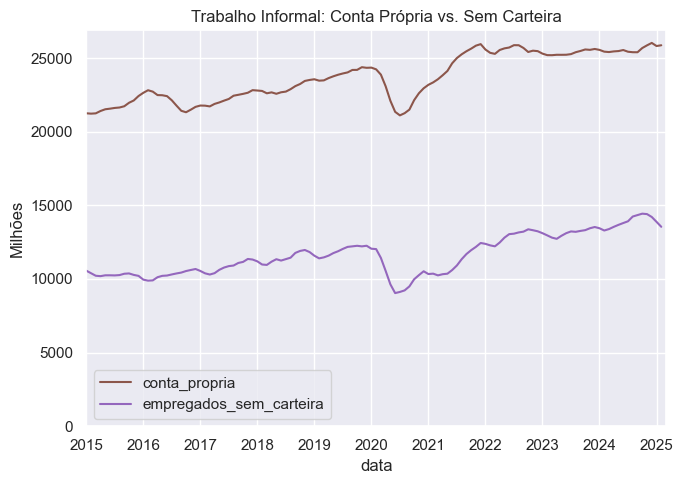 Trabalho Informal: Conta Própria vs. Sem Carteira
Milhões
25000
20000
15000
10000
5000
0
conta_propria
empregados_sem_carteira
2015 2016 2017 2018 2019 2020 2021 2022 2023 2024 2025
data